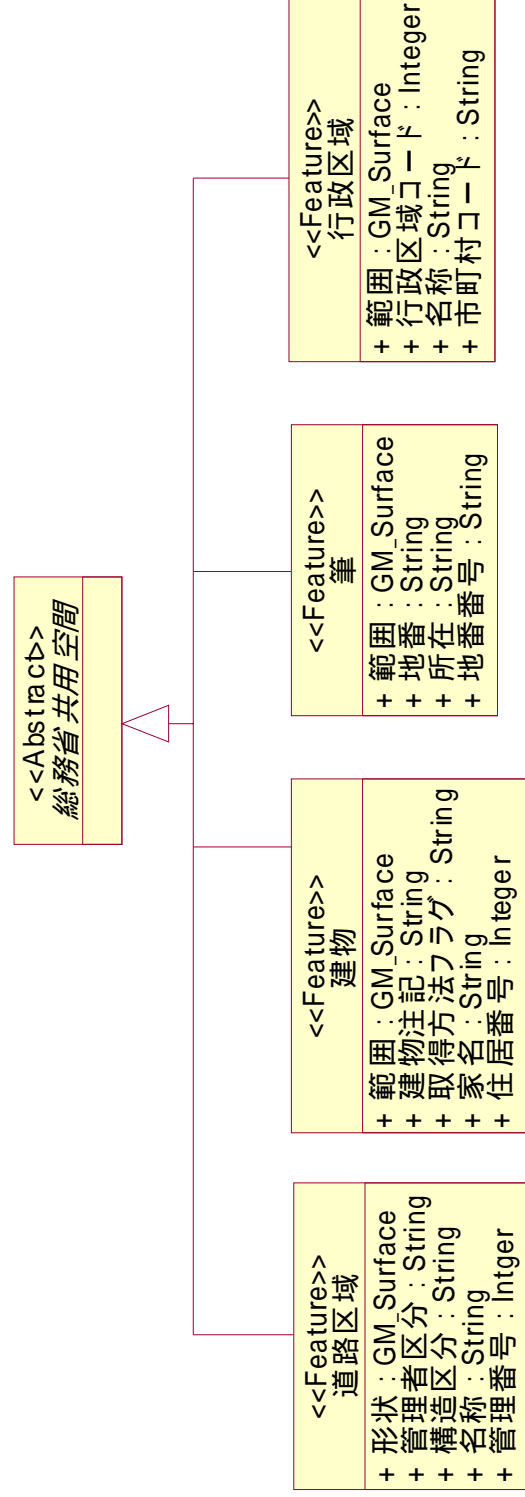 <<Abstract>>
総務省共用空間
<<Feature>>
道路区域
+ 形状 : GM_Surface
+ 管理者区分 : String
+ 構造区分 : String
+ 名称 : String
+ 管理番号 : Intger
<<Feature>>
建物
+ 範囲 : GM_Surface
+ 建物注記 : String
+ 取得方法フラグ : String
+ 家名 : String
+ 住居番号 : Integer
<<Feature>>
筆
+ 範囲 : GM_Surface
+ 地番 : String
+ 所在 : String
+ 地番番号 : String
<<Feature>>
行政区域
+ 範囲 : GM_Surface
+ 行政区域コード : Integer
+ 名称 : String
+ 市町村コード : String